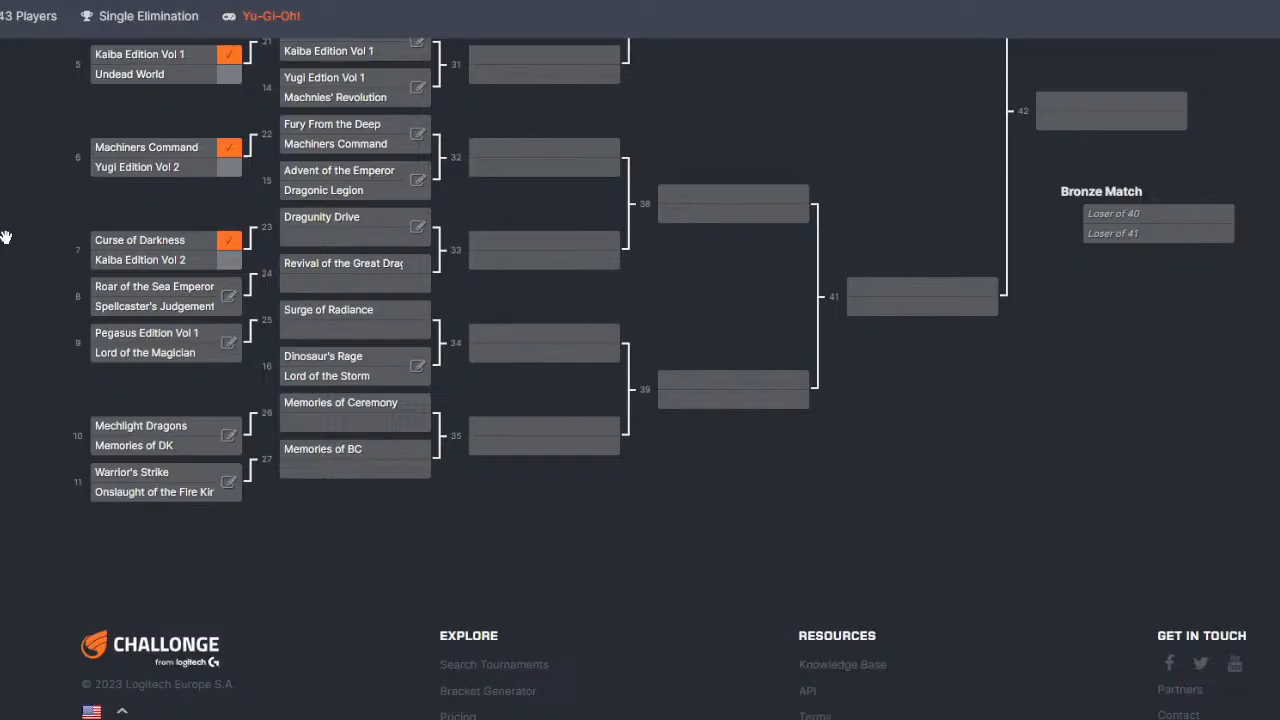 43 Players
Single Elimination
Yu-Gi-Oh!
5
Kaiba Edition Vol 1
Undead World
6
Machiners Command
Yugi Edition Vol 2
7
Curse of Darkness
Kaiba Edition Vol 2
8
Roar of the Sea Emperor
Spellcaster's Judgement
9
Pegasus Edition Vol 1
Lord of the Magician
10
Mechlight Dragons
Memories of DK
11
Warrior's Strike
Onslaught of the Fire Kir
21
Kaiba Edition Vol 1
14
Yugi Edtion Vol 1
Machnies' Revolution
22
Fury From the Deep
Machiners Command
15
Advent of the Emperor
Dragonic Legion
23
Dragunity Drive
24
Revival of the Great Drag
25
Surge of Radiance
16
Dinosaur's Rage
Lord of the Storm
26
Memories of Ceremony
27
Memories of BC
31
32
33
34
35
38
39
41
42
Bronze Match
Loser of 40
Loser of 41
CHALLONGE
from logitech G
© 2023 Logitech Europe S.A.
EXPLORE
Search Tournaments
Bracket Generator
Pricing
RESOURCES
Knowledge Base
API
Terms
GET IN TOUCH
Partners
Contact